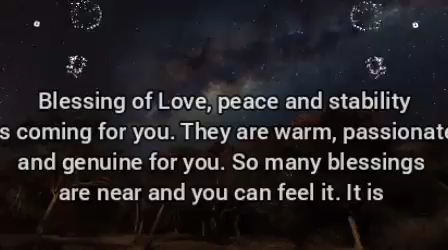 Blessing of Love, peace and stability
s coming for you. They are warm, passionate
and genuine for you. So many blessings
are near and you can feel it. It is